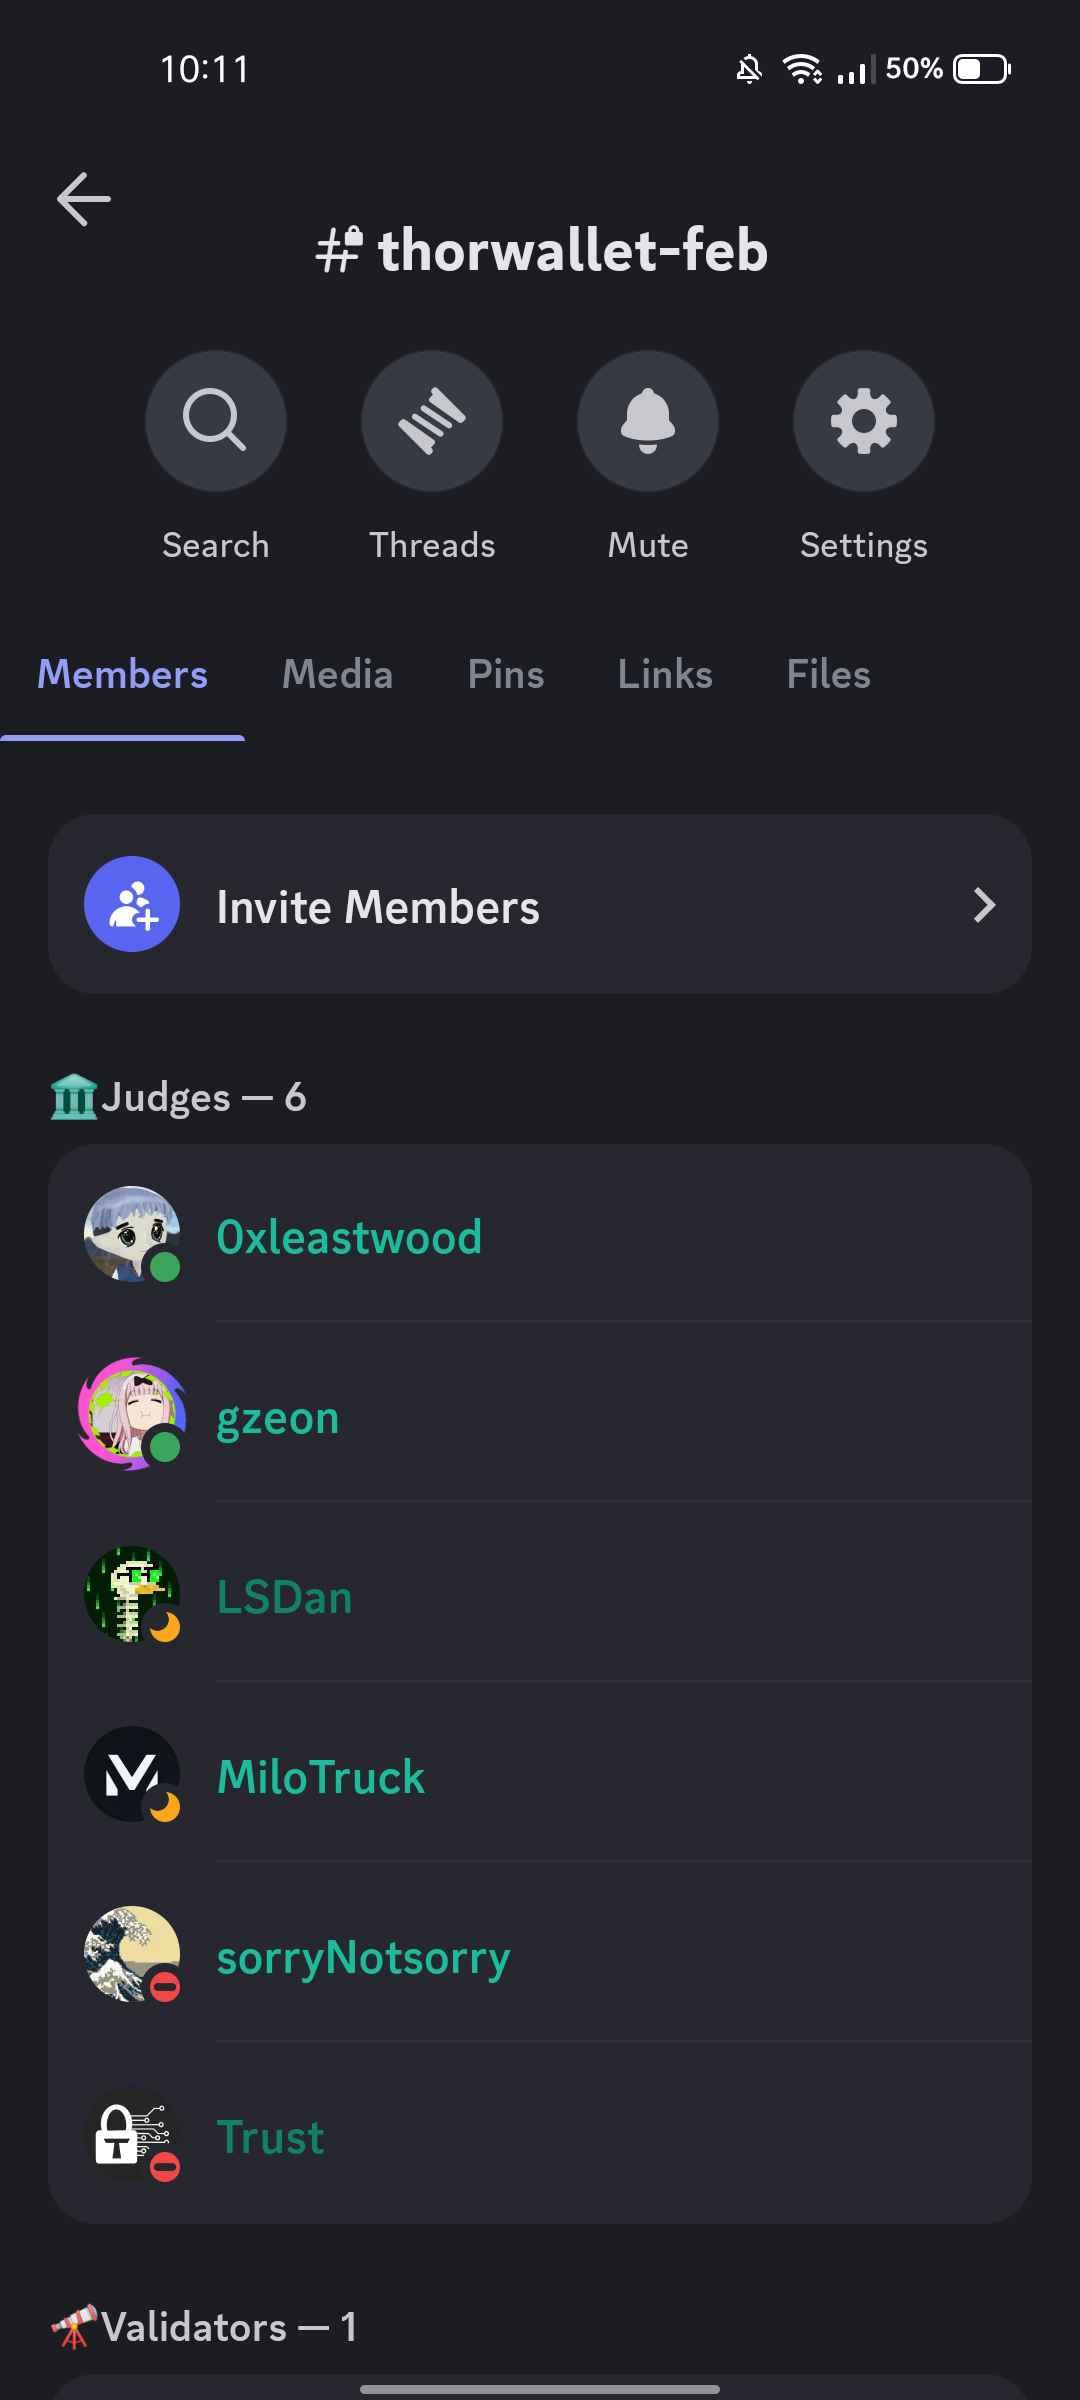 10:11
50%
thorwallet-feb
Search
Threads
Mute
Settings
Members
Media
Pins
Links
Files
Invite Members
Judges — 6
0xleastwood
gzeon
LSDan
MiloTruck
sorryNotsorry
Trust
Validators — 1